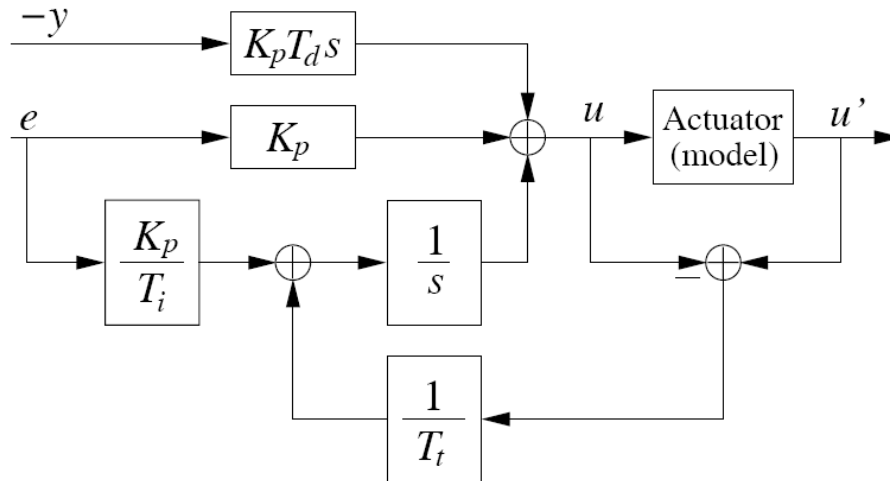 −y
K_p T_d s
e
K_p
u
Actuator
(model)
u’
K_p
T_i
1
s
−
1
T_t